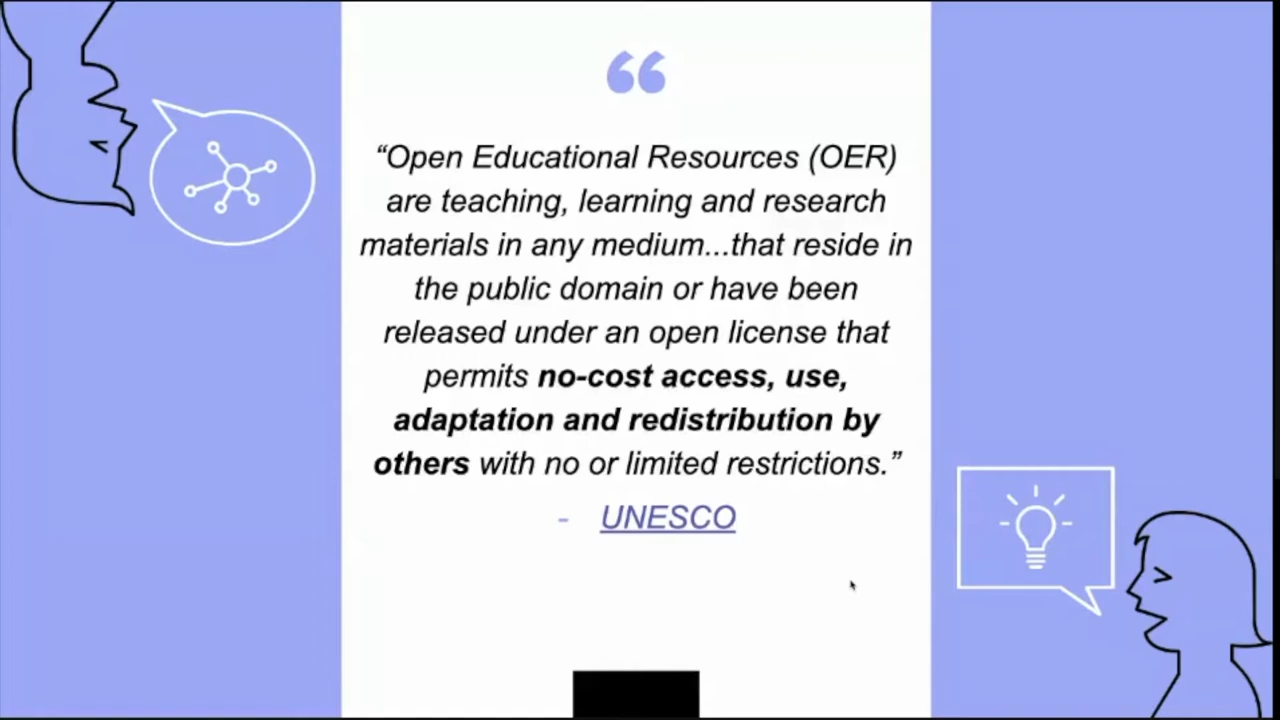 “Open Educational Resources (OER)
are teaching, learning and research
materials in any medium...that reside in
the public domain or have been
released under an open license that
permits no-cost access, use,
adaptation and redistribution by
others with no or limited restrictions.”
- UNESCO